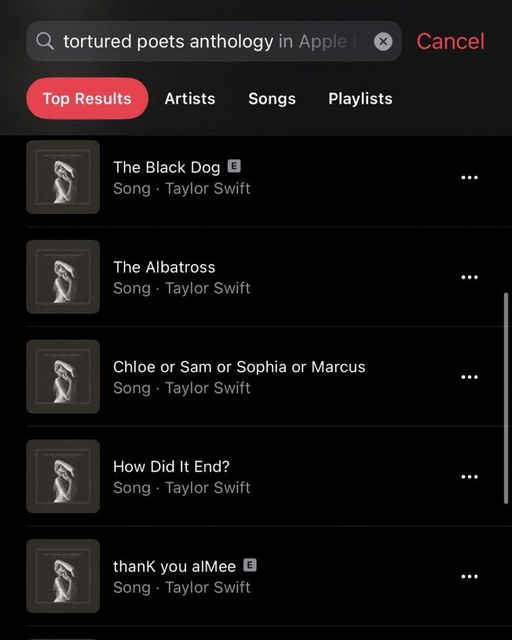 tortured poets anthology in Apple
Cancel
Top Results
Artists
Songs
Playlists
The Black Dog E
Song · Taylor Swift
The Albatross
Song · Taylor Swift
Chloe or Sam or Sophia or Marcus
Song · Taylor Swift
How Did It End?
Song · Taylor Swift
thanK you aIMee E
Song · Taylor Swift